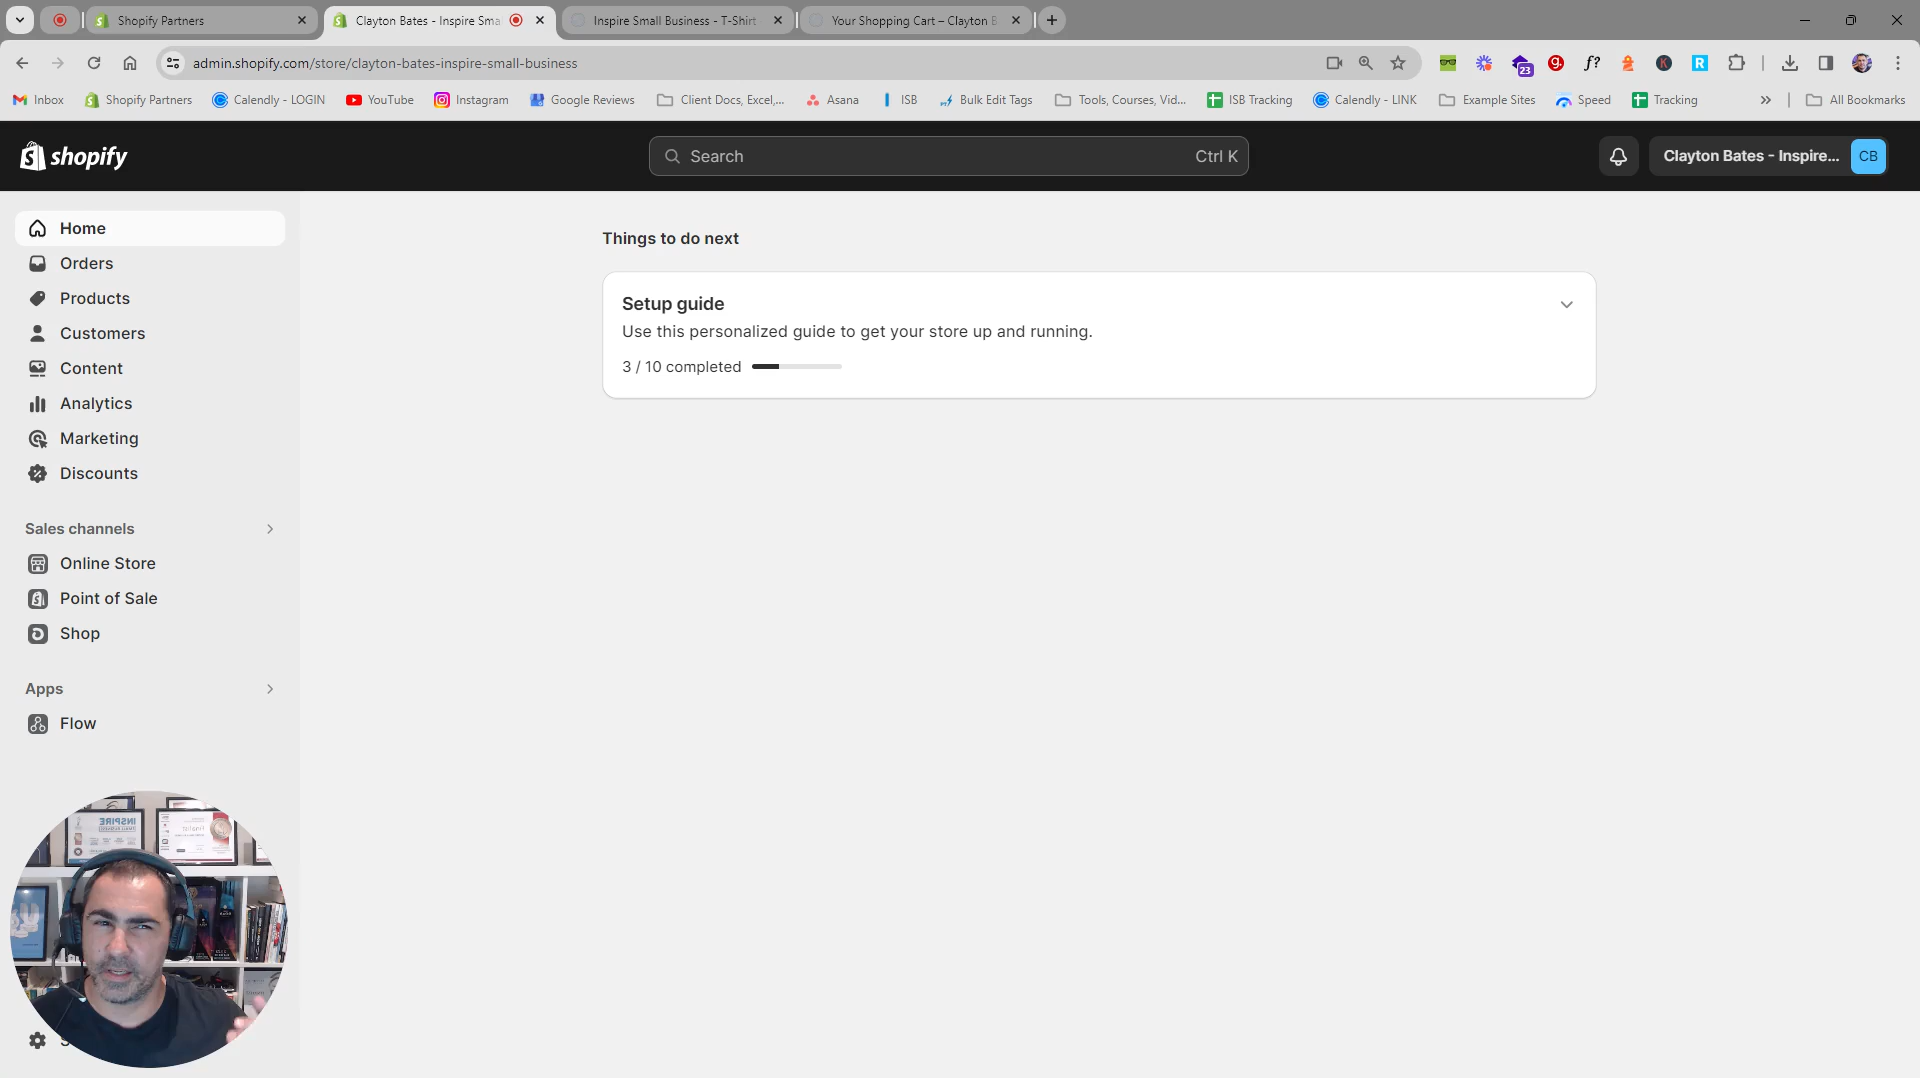 Shopify Partners
Clayton Bates - Inspire Sma
Inspire Small Business - T-Shirt
Your Shopping Cart – Clayton B
admin.shopify.com/store/clayton-bates-inspire-small-business
23
g.
f?
K
R
Inbox
Shopify Partners
Calendly - LOGIN
YouTube
Instagram
Google Reviews
Client Docs, Excel,...
Asana
ISB
Bulk Edit Tags
Tools, Courses, Vid...
ISB Tracking
Calendly - LINK
Example Sites
Speed
Tracking
All Bookmarks
shopify
Search
Ctrl K
Clayton Bates - Inspire...
CB
Home
Orders
Products
Customers
Content
Analytics
Marketing
Discounts
Sales channels
Online Store
Point of Sale
Shop
Apps
Flow
Things to do next
Setup guide
Use this personalized guide to get your store up and running.
3 / 10 completed
INSPIRE
Finalist